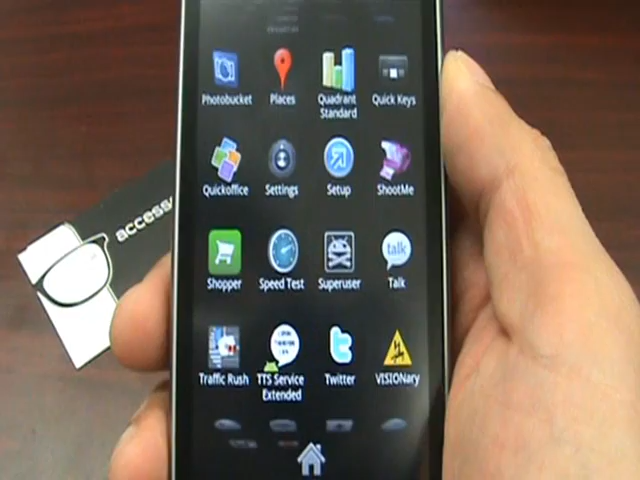 Photobucket
Places
Quadrant
Standard
Quick Keys
Quickoffice
Settings
Setup
ShootMe
Shopper
Speed Test
Superuser
talk
Talk
Traffic Rush
TTS Service
Extended
Twitter
VISIONary
access